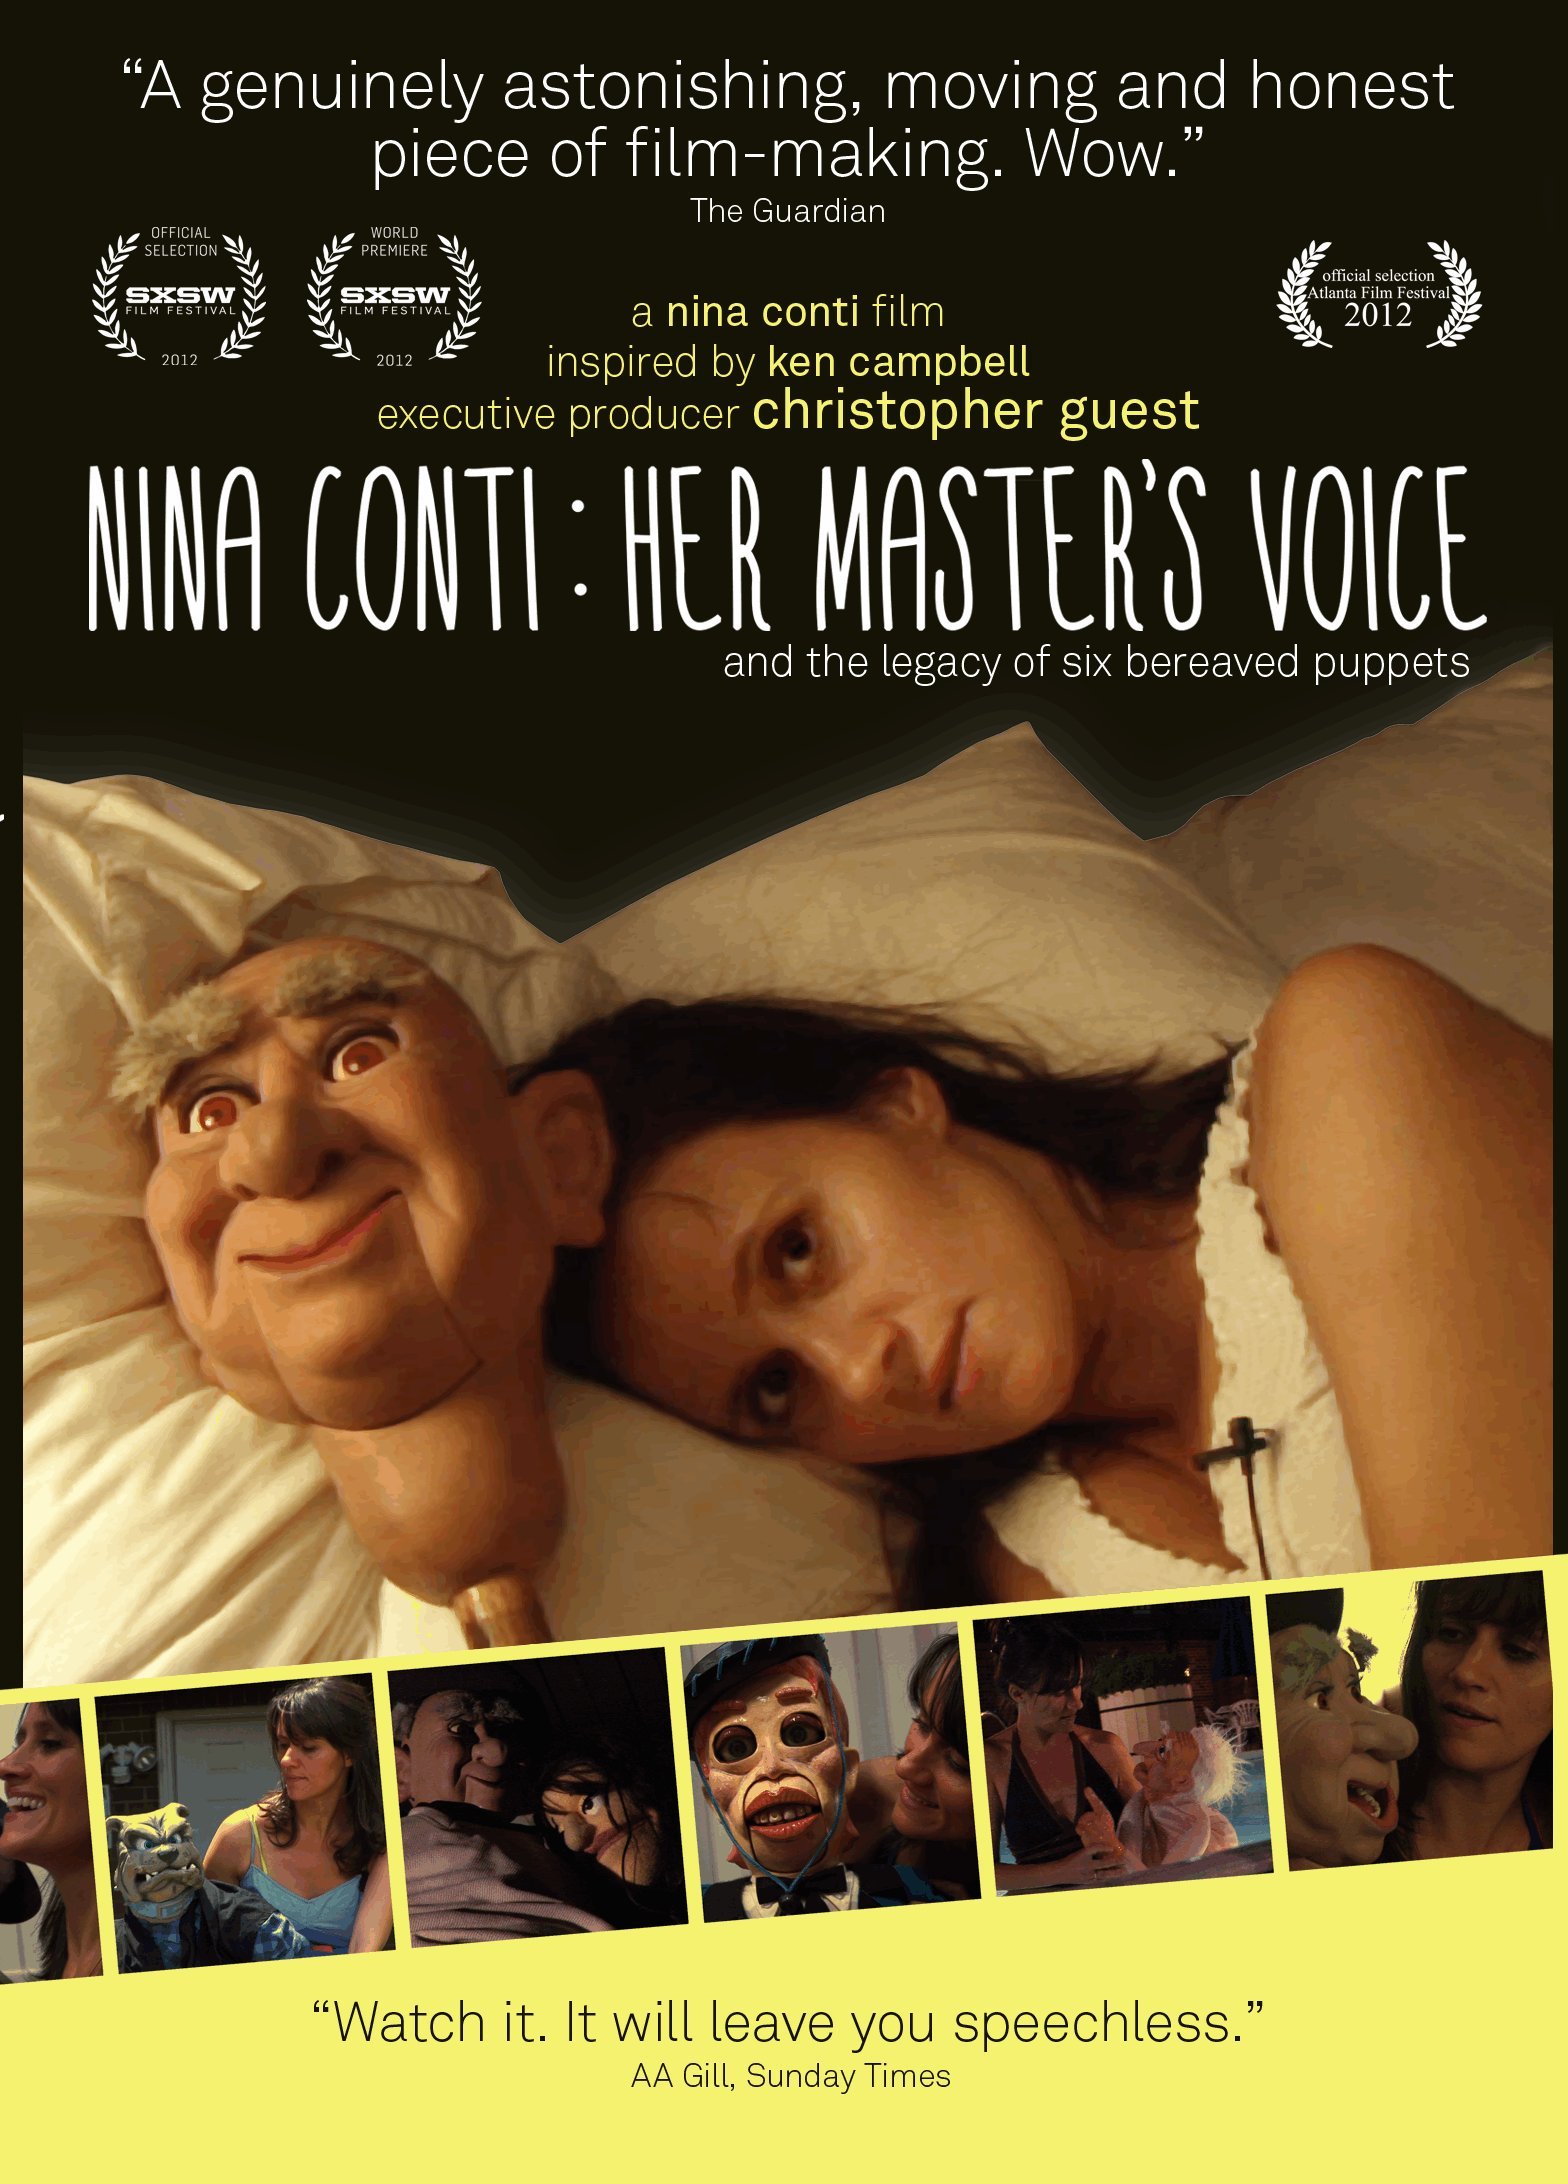 “A genuinely astonishing, moving and honest
piece of film-making. Wow.”
The Guardian
OFFICIAL
SELECTION
SXSW
FILM FESTIVAL
2012
WORLD
PREMIERE
SXSW
FILM FESTIVAL
2012
official selection
Atlanta Film Festival
2012
a nina conti film
inspired by ken campbell
executive producer christopher guest
NINA CONTI : HER MASTER’S VOICE
and the legacy of six bereaved puppets
“Watch it. It will leave you speechless.”
AA Gill, Sunday Times